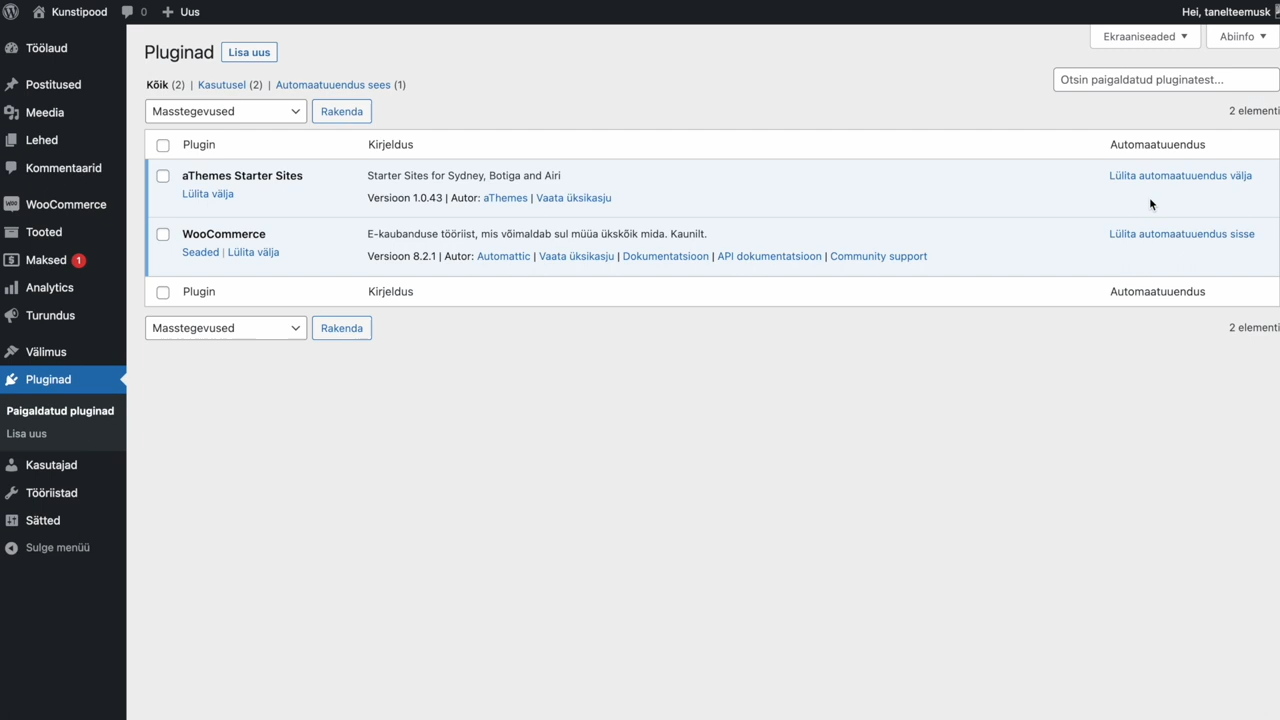 Kunstipood 0 Uus Hei, tanelteemusk
Töölaud
Postitused
Meedia
Lehed
Kommentaarid
WooCommerce
Tooted
Maksed 1
Analytics
Turundus
Välimus
Pluginad
Paigaldatud pluginad
Lisa uus
Kasutajad
Tööriistad
Sätted
Sulge menüü
Ekraaniseaded Abiinfo
Pluginad Lisa uus
Kõik (2) | Kasutusel (2) | Automaatuuendus sees (1)
Otsin paigaldatud pluginatest...
Masstegevused Rakenda 2 elementi
Plugin Kirjeldus Automaatuuendus
aThemes Starter Sites Starter Sites for Sydney, Botiga and Airi Lülita automaatuuendus välja
Lülita välja Versioon 1.0.43 | Autor: aThemes | Vaata üksikasju
WooCommerce E-kaubanduse tööriist, mis võimaldab sul müüa ükskõik mida. Kaunilt. Lülita automaatuuendus sisse
Seaded | Lülita välja Versioon 8.2.1 | Autor: Automattic | Vaata üksikasju | Dokumentatsioon | API dokumentatsioon | Community support
Plugin Kirjeldus Automaatuuendus
Masstegevused Rakenda 2 elementi